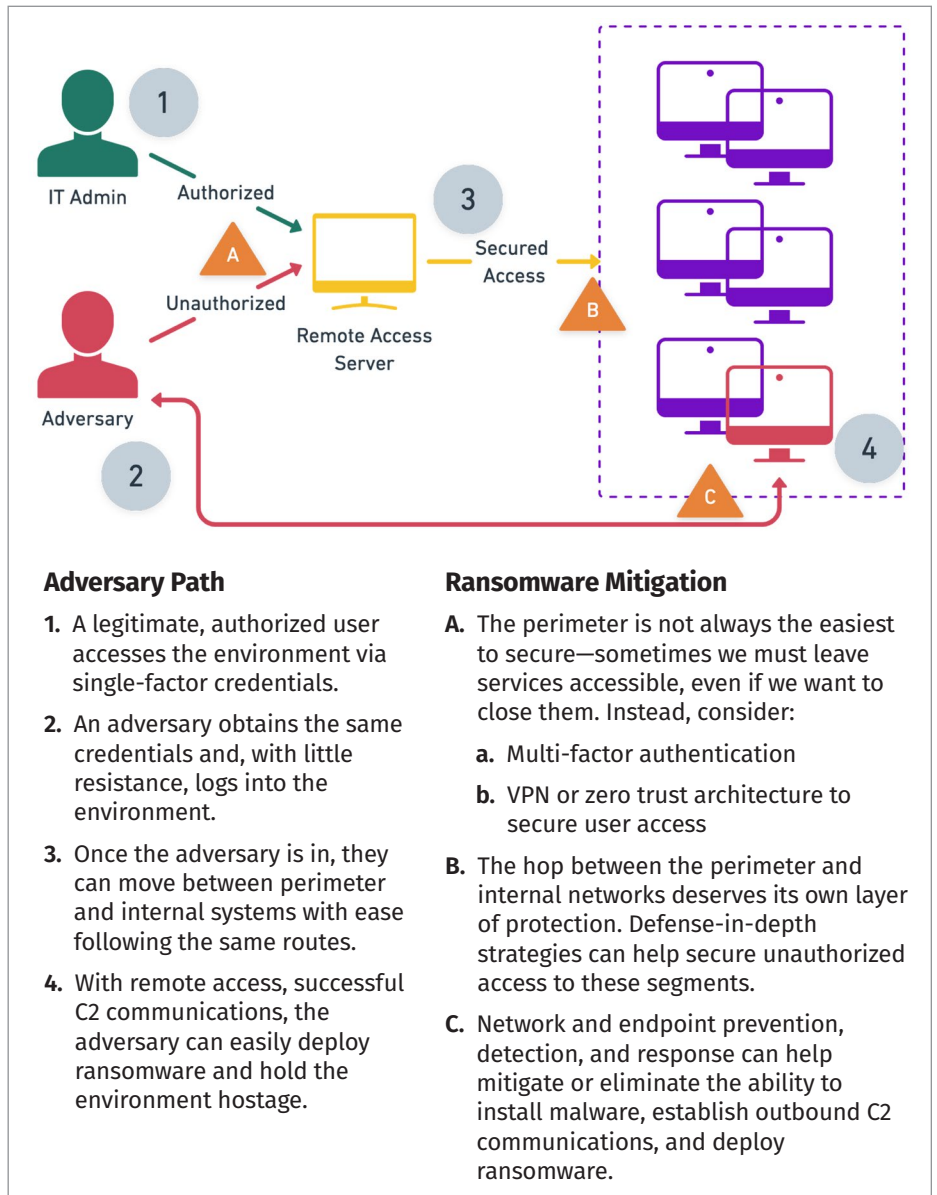 1
IT Admin
Authorized
3
A
Secured
Access
Unauthorized
B
Remote Access
Server
Adversary
2
4
C
Adversary Path
1. A legitimate, authorized user
accesses the environment via
single-factor credentials.
2. An adversary obtains the same
credentials and, with little
resistance, logs into the
environment.
3. Once the adversary is in, they
can move between perimeter
and internal systems with ease
following the same routes.
4. With remote access, successful
C2 communications, the
adversary can easily deploy
ransomware and hold the
environment hostage.
Ransomware Mitigation
A. The perimeter is not always the easiest
to secure—sometimes we must leave
services accessible, even if we want to
close them. Instead, consider:
a. Multi-factor authentication
b. VPN or zero trust architecture to
secure user access
B. The hop between the perimeter and
internal networks deserves its own layer
of protection. Defense-in-depth
strategies can help secure unauthorized
access to these segments.
C. Network and endpoint prevention,
detection, and response can help
mitigate or eliminate the ability to
install malware, establish outbound C2
communications, and deploy
ransomware.